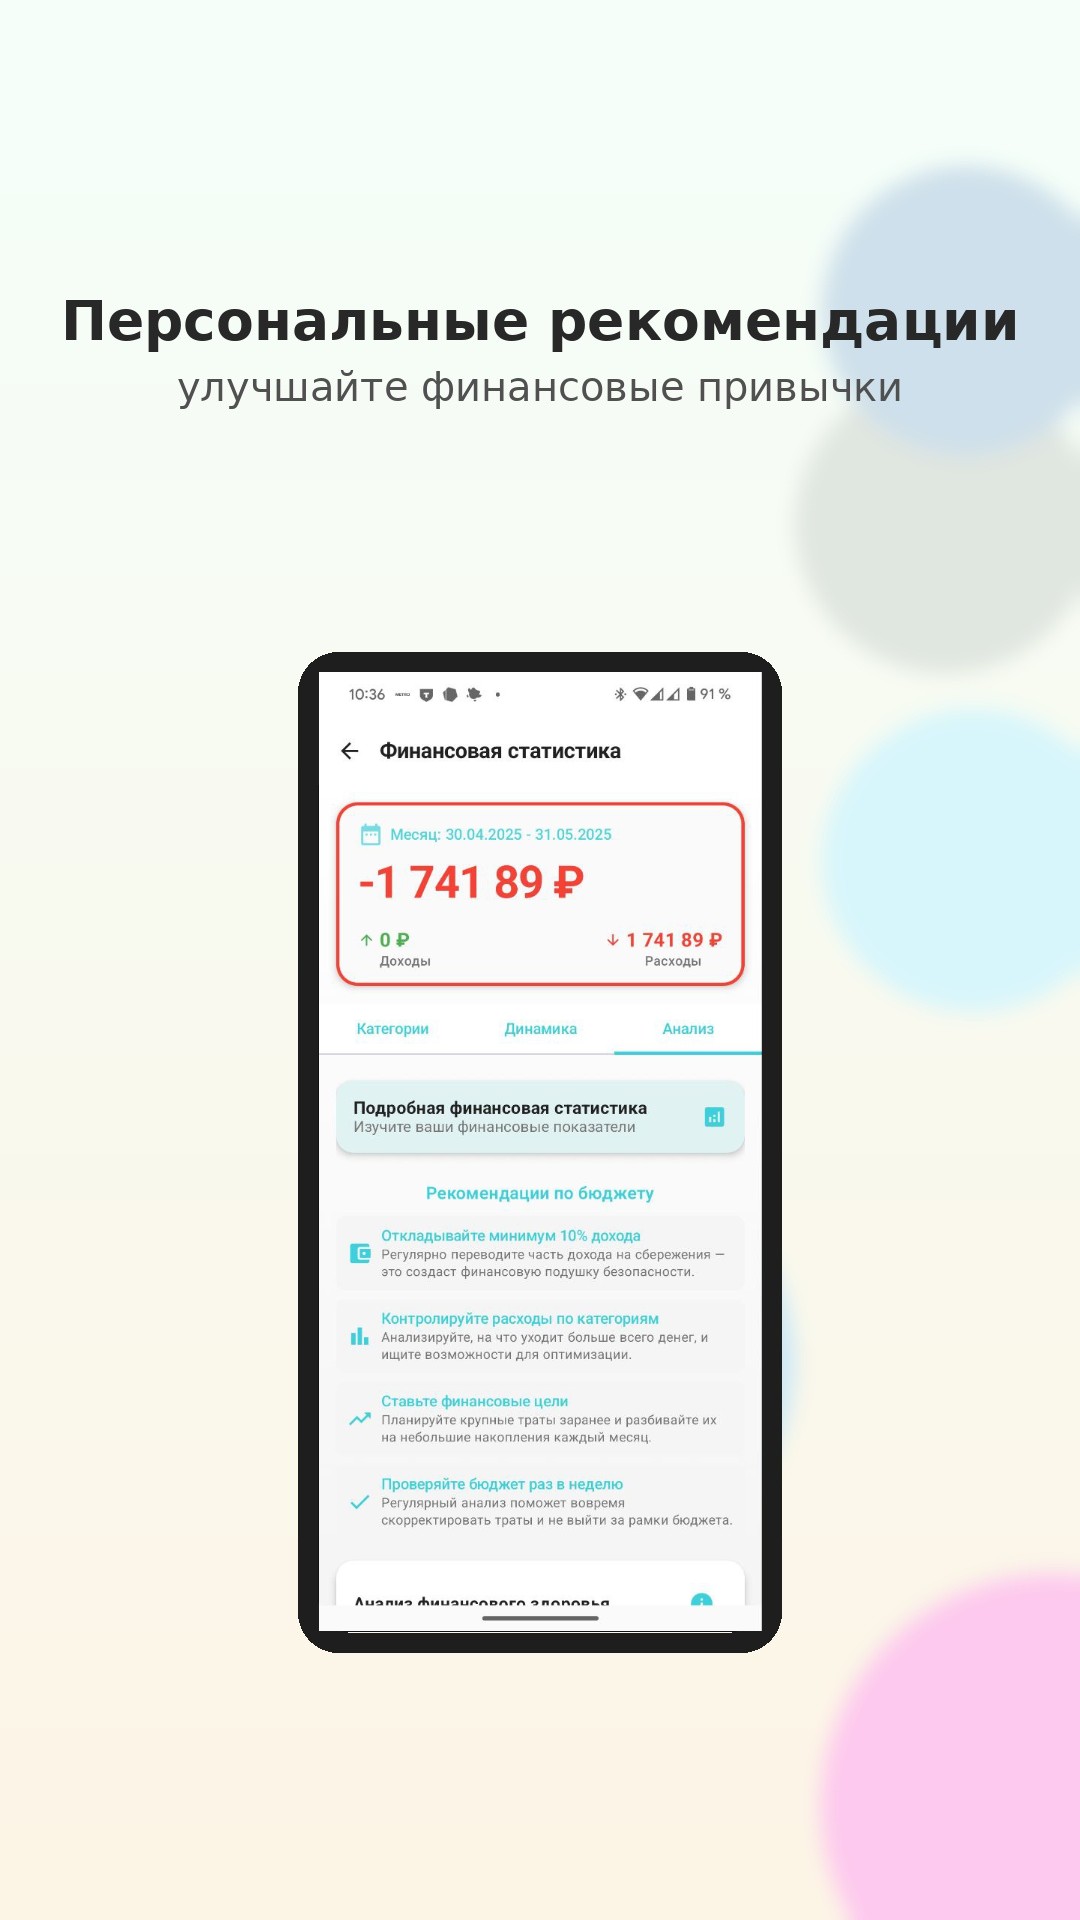 Персональные рекомендации
улучшайте финансовые привычки
10:36
91 %
Финансовая статистика
Месяц: 30.04.2025 - 31.05.2025
-1 741 89 ₽
0 ₽
Доходы
1 741 89 ₽
Расходы
Категории
Динамика
Анализ
Подробная финансовая статистика
Изучите ваши финансовые показатели
Рекомендации по бюджету
Откладывайте минимум 10% дохода
Регулярно переводите часть дохода на сбережения —
это создаст финансовую подушку безопасности.
Контролируйте расходы по категориям
Анализируйте, на что уходит больше всего денег, и
ищите возможности для оптимизации.
Ставьте финансовые цели
Планируйте крупные траты заранее и разбивайте их
на небольшие накопления каждый месяц.
Проверяйте бюджет раз в неделю
Регулярный анализ поможет вовремя
скорректировать траты и не выйти за рамки бюджета.
Анализ финансового здоровья